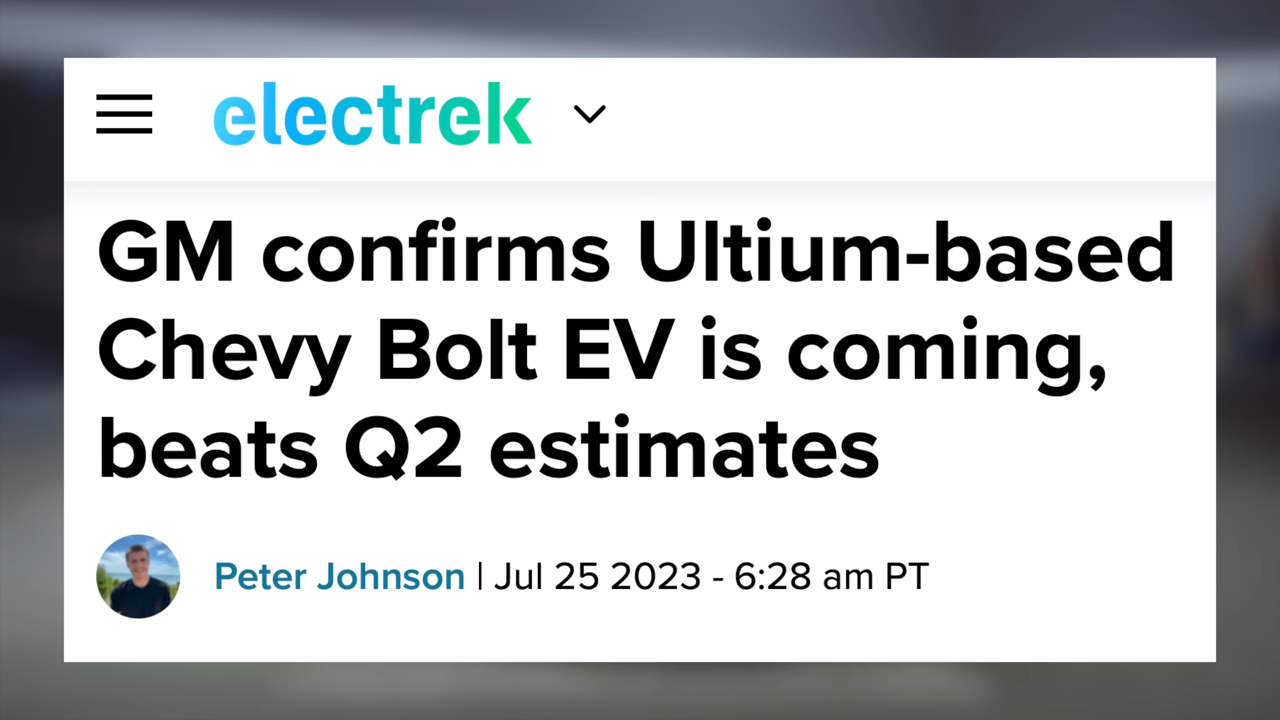 electrek
GM confirms Ultium-based
Chevy Bolt EV is coming,
beats Q2 estimates
Peter Johnson | Jul 25 2023 - 6:28 am PT